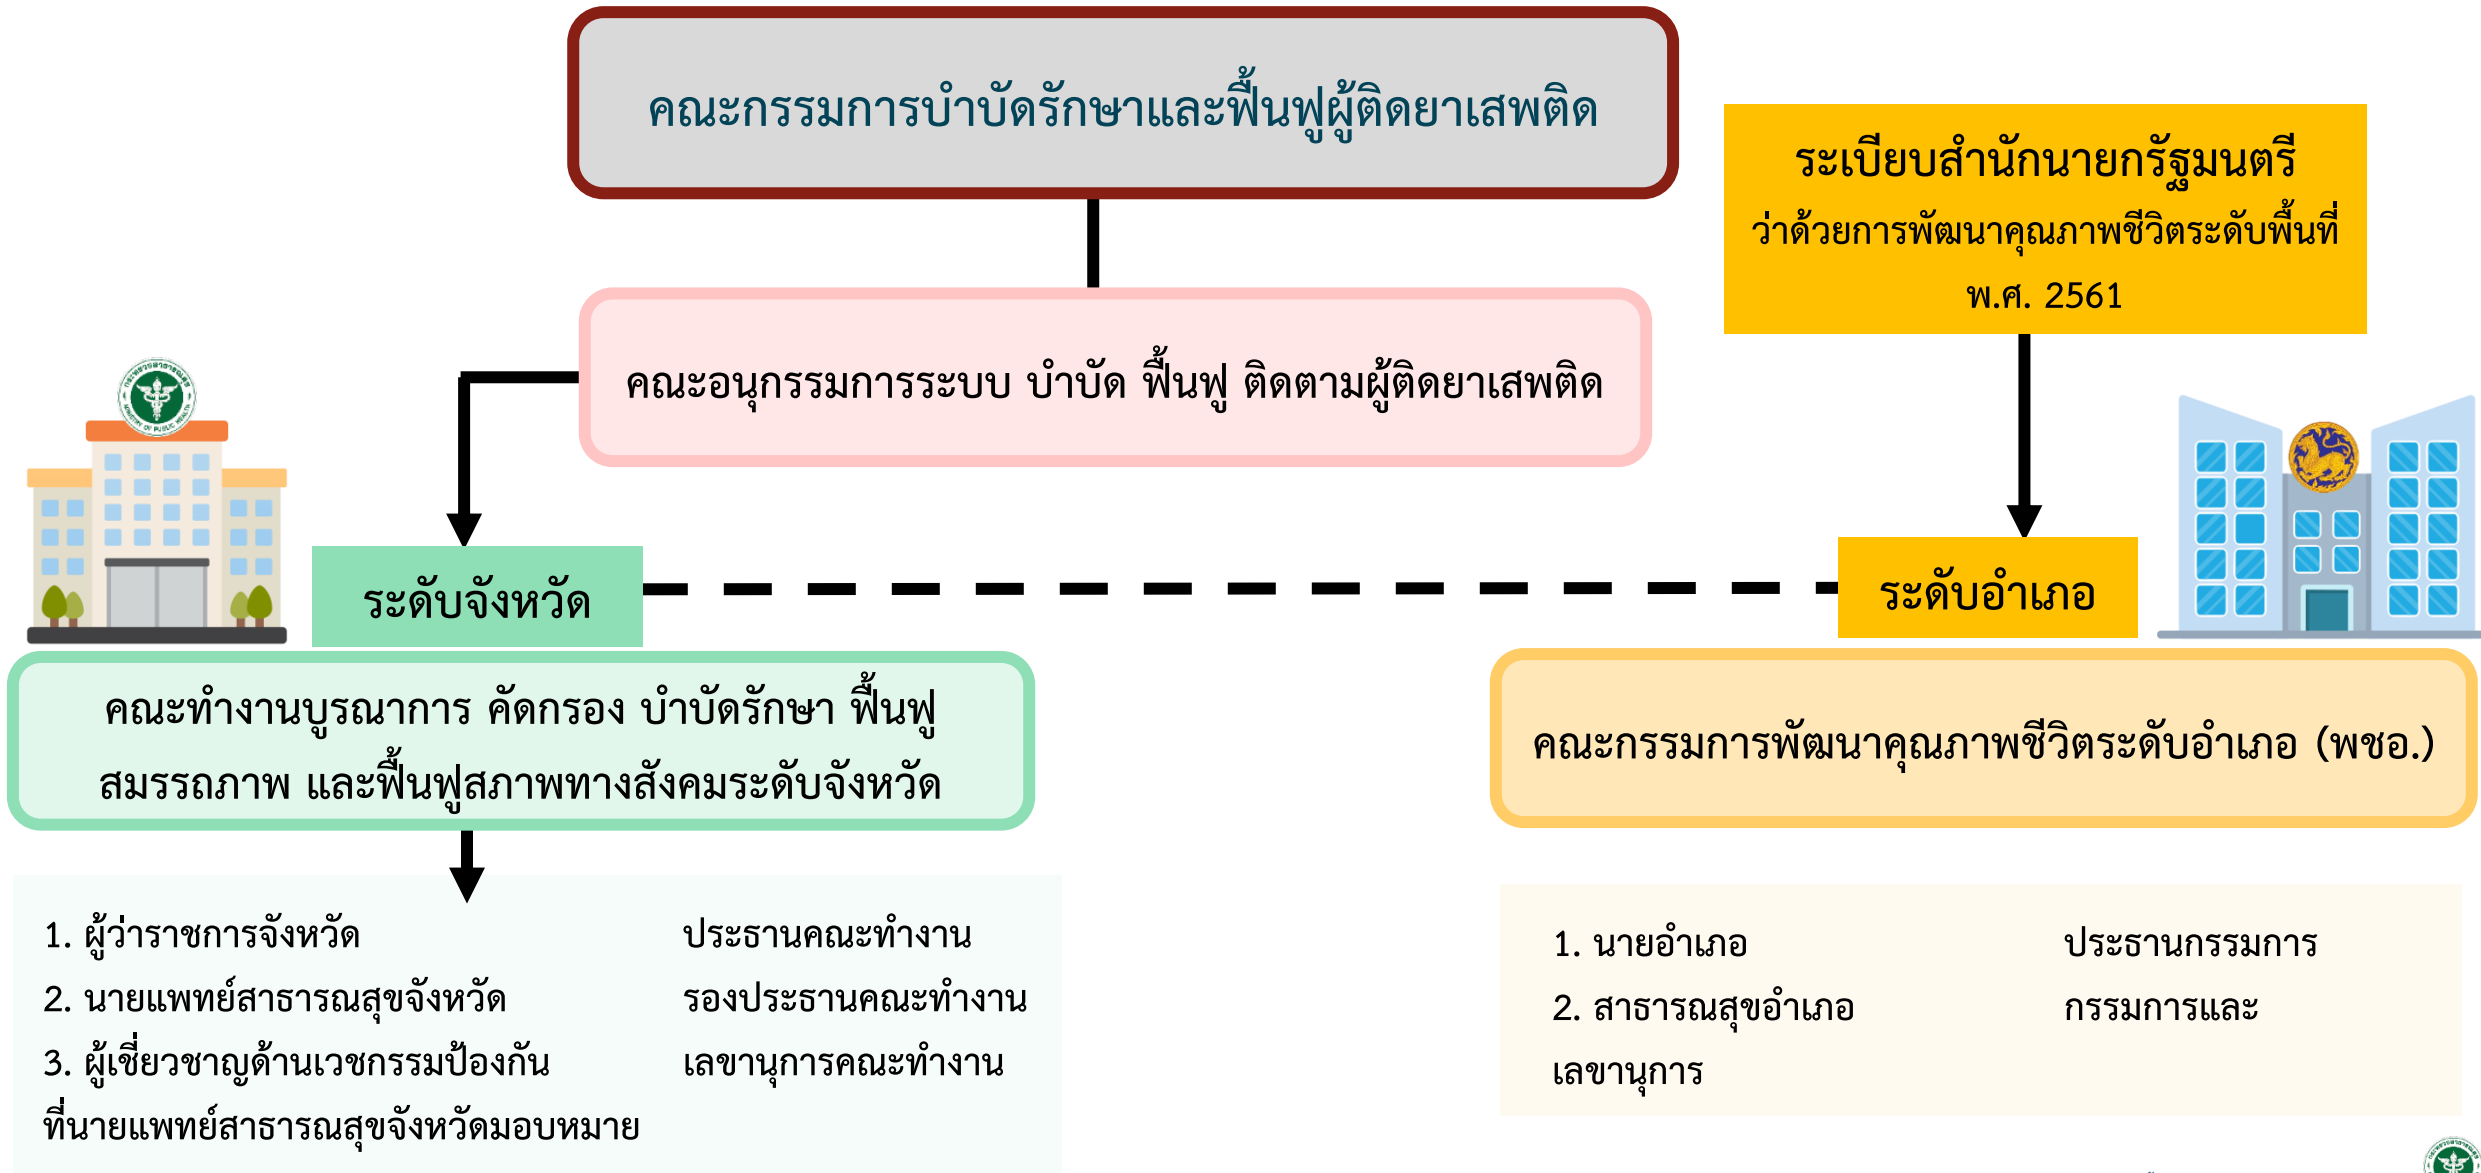 คณะกรรมการบำบัดรักษาและฟื้นฟูผู้ติดยาเสพติด
ระเบียบสำนักนายกรัฐมนตรี
ว่าด้วยการพัฒนาคุณภาพชีวิตระดับพื้นที่
พ.ศ. 2561
คณะอนุกรรมการระบบ บำบัด ฟื้นฟู ติดตามผู้ติดยาเสพติด
กระทรวงสาธารณสุข
MINISTRY OF PUBLIC HEALTH
ระดับจังหวัด
ระดับอำเภอ
คณะทำงานบูรณาการ คัดกรอง บำบัดรักษา ฟื้นฟู
สมรรถภาพ และฟื้นฟูสภาพทางสังคมระดับจังหวัด
คณะกรรมการพัฒนาคุณภาพชีวิตระดับอำเภอ (พชอ.)
1. ผู้ว่าราชการจังหวัด ประธานคณะทำงาน
2. นายแพทย์สาธารณสุขจังหวัด รองประธานคณะทำงาน
3. ผู้เชี่ยวชาญด้านเวชกรรมป้องกัน เลขานุการคณะทำงาน
ที่นายแพทย์สาธารณสุขจังหวัดมอบหมาย
1. นายอำเภอ ประธานกรรมการ
2. สาธารณสุขอำเภอ กรรมการและ
เลขานุการ